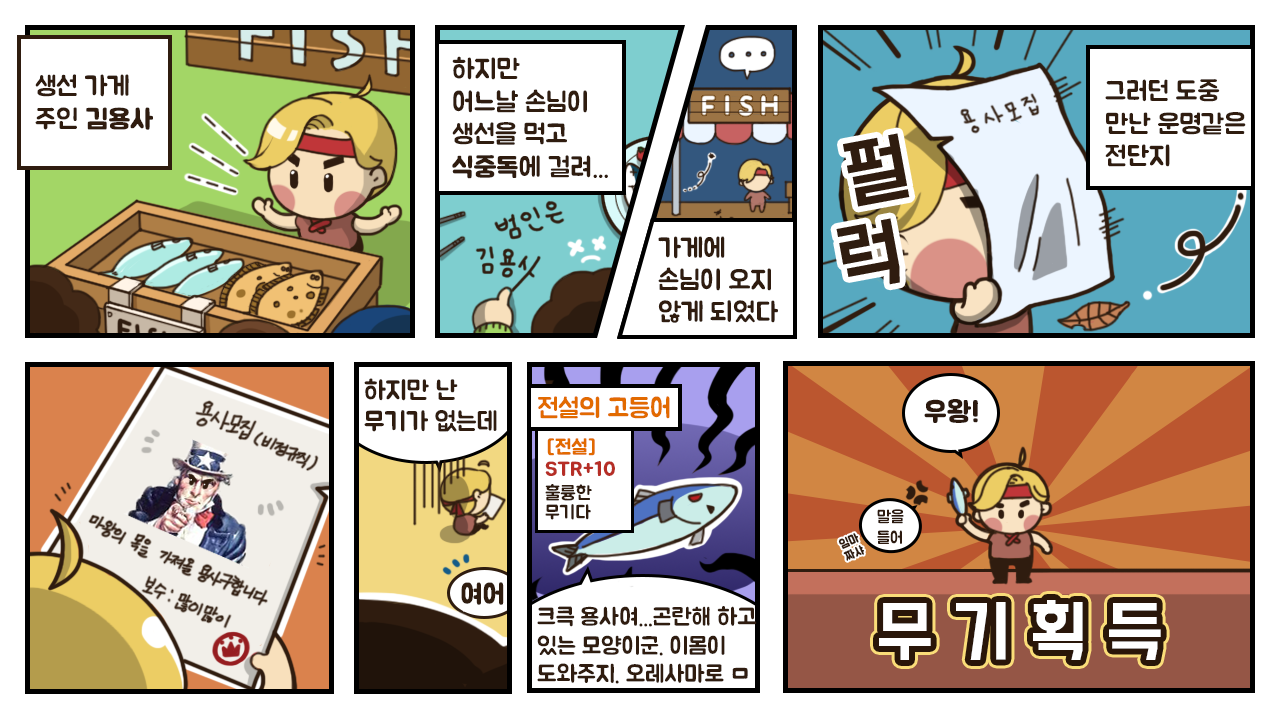 FISH
생선 가게
주인 김용사
FISH
하지만
어느날 손님이
생선을 먹고
식중독에 걸려...
범인은
김용사
...
FISH
가게에
손님이 오지
않게 되었다
그러던 도중
만난 운명같은
전단지
용사모집
펄
럭
용사모집 (비정규직)
마왕의 목을 가져올 용사구합니다
보수 : 많이많이
하지만 난
무기가 없는데
여어
전설의 고등어
[전설]
STR+10
훌륭한
무기다
크큭 용사여...곤란해 하고
있는 모양이군. 이몸이
도와주지. 오레사마로 ㅁ
우왕!
말을
들어
임마
짜샤
무기획득